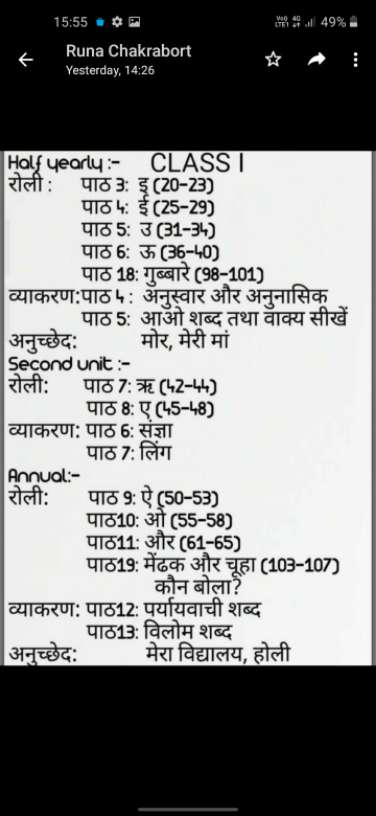 15:55 49%
Runa Chakrabort
Yesterday, 14:26
Half yearly :- CLASS I
रोली : पाठ 3: इ (20-23)
पाठ 4: ई (25-29)
पाठ 5: उ (31-34)
पाठ 6: ऊ (36-40)
पाठ 18: गुब्बारे (98-101)
व्याकरण:पाठ 4 : अनुस्वार और अनुनासिक
पाठ 5: आओ शब्द तथा वाक्य सीखें
अनुच्छेद: मोर, मेरी मां
Second unit :-
रोली: पाठ 7: ऋ (42-44)
पाठ 8: ए (45-48)
व्याकरण: पाठ 6: संज्ञा
पाठ 7: लिंग
Annual:-
रोली: पाठ 9: ऐ (50-53)
पाठ10: ओ (55-58)
पाठ11: और (61-65)
पाठ19: मेंढक और चूहा (103-107)
कौन बोला?
व्याकरण: पाठ12: पर्यायवाची शब्द
पाठ13: विलोम शब्द
अनुच्छेद: मेरा विद्यालय, होली